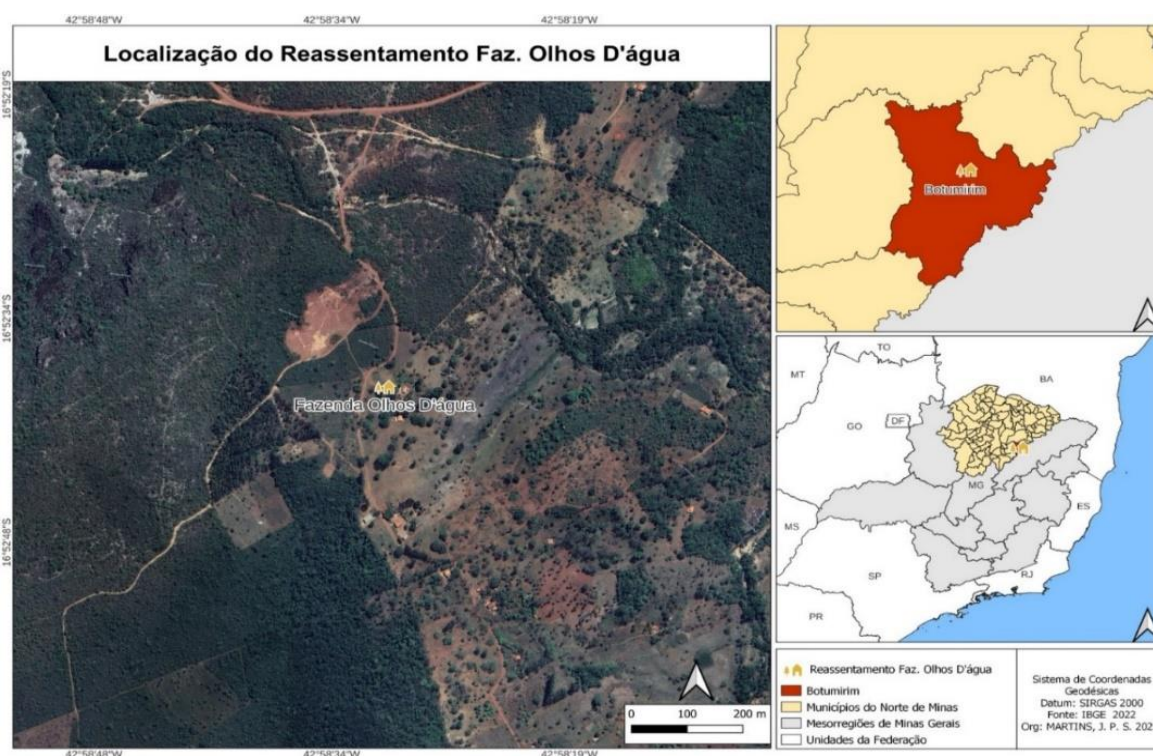 42°58'48"W 42°58'34"W 42°58'19"W
Localização do Reassentamento Faz. Olhos D'água
16°52'19"S
16°52'34"S
16°52'48"S
Fazenda Olhos D'água
0 100 200 m
42°58'48"W 42°58'34"W 42°58'19"W
Botumirim
TO
MT
BA
GO
DF
MG
MS
ES
SP
RJ
PR
Reassentamento Faz. Olhos D'água
Botumirim
Municípios do Norte de Minas
Mesorregiões de Minas Gerais
Unidades da Federação
Sistema de Coordenadas
Geodésicas
Datum: SIRGAS 2000
Fonte: IBGE 2022
Org: MARTINS, J. P. S.